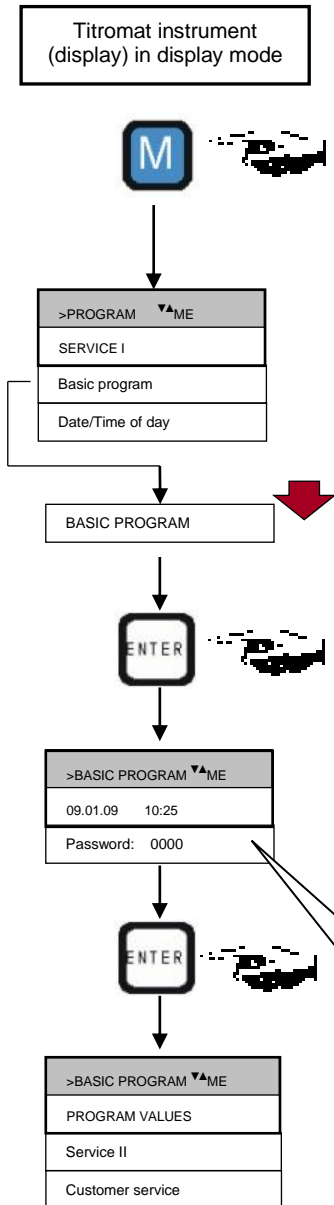 Titromat instrument
(display) in display mode
M
>PROGRAM ▼▲ME
SERVICE I
Basic program
Date/Time of day
BASIC PROGRAM
ENTER
>BASIC PROGRAM ▼▲ME
09.01.09 10:25
Password: 0000
ENTER
>BASIC PROGRAM ▼▲ME
PROGRAM VALUES
Service II
Customer service